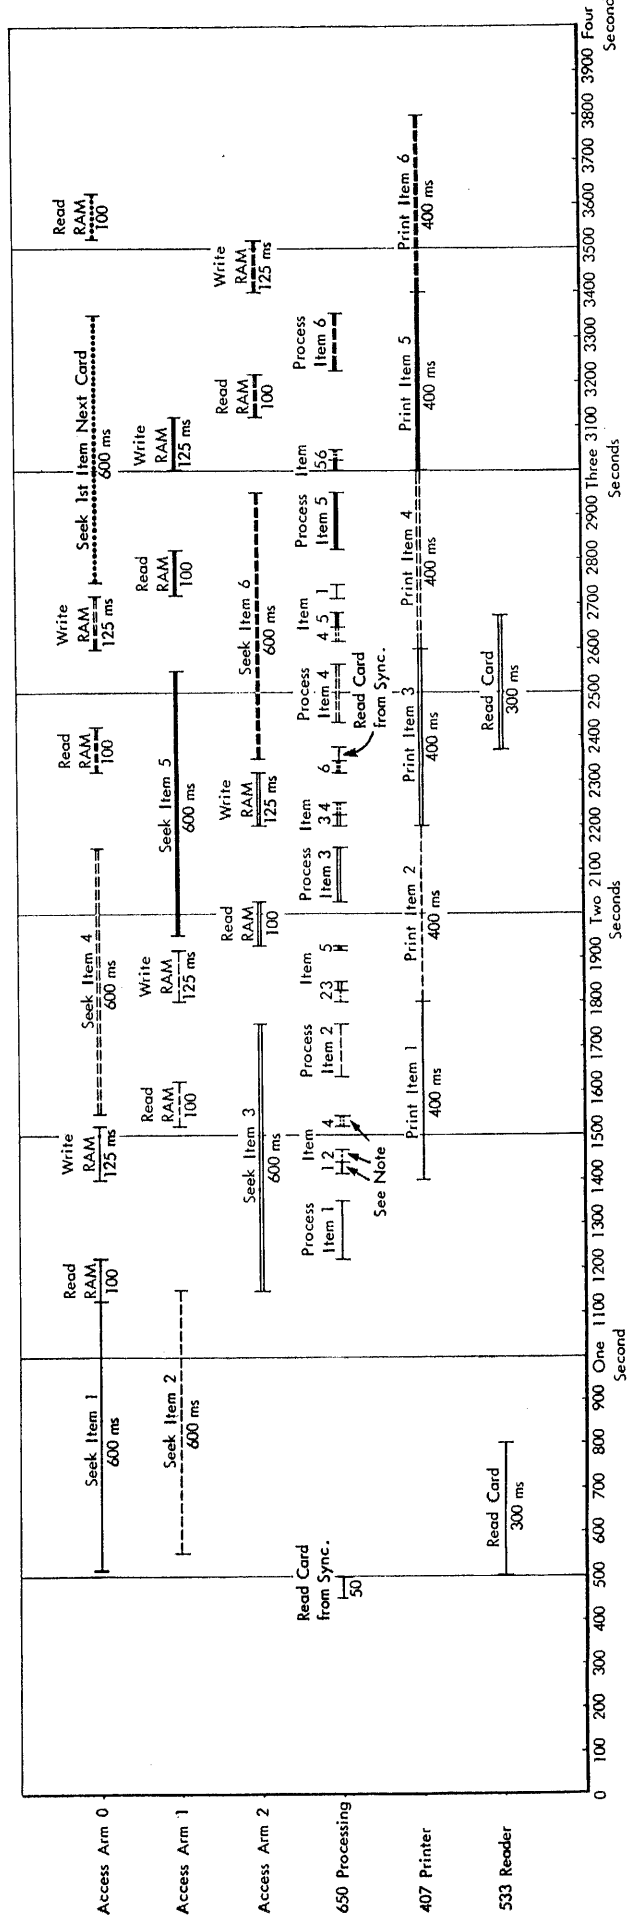 Access Arm 0
Seek Item 1
600 ms
Read
RAM
100
Write
RAM
125 ms
Seek Item 4
600 ms
Read
RAM
100
Write
RAM
125 ms
Seek 1st Item Next Card
600 ms
Read
RAM
100
Access Arm 1
Seek Item 2
600 ms
Read
RAM
100
Write
RAM
125 ms
Seek Item 5
600 ms
Read
RAM
100
Write
RAM
125 ms
Access Arm 2
Seek Item 3
600 ms
Read
RAM
100
Write
RAM
125 ms
Seek Item 6
600 ms
Read
RAM
100
Write
RAM
125 ms
650 Processing
Read Card
from Sync.
50
Process
Item 1
Item
1 2
4
See Note
Process
Item 2
Item
2 3
5
Process
Item 3
Item
3 4
6
Read Card
from Sync.
Process
Item 4
Item
4 5
1
Process
Item 5
Item
5 6
Process
Item 6
407 Printer
Print Item 1
400 ms
Print Item 2
400 ms
Print Item 3
400 ms
Print Item 4
400 ms
Print Item 5
400 ms
Print Item 6
400 ms
533 Reader
Read Card
300 ms
Read Card
300 ms
0 100 200 300 400 500 600 700 800 900 One 1100 1200 1300 1400 1500 1600 1700 1800 1900 Two 2100 2200 2300 2400 2500 2600 2700 2800 2900 Three 3100 3200 3300 3400 3500 3600 3700 3800 3900 Four
Second
Seconds
Seconds